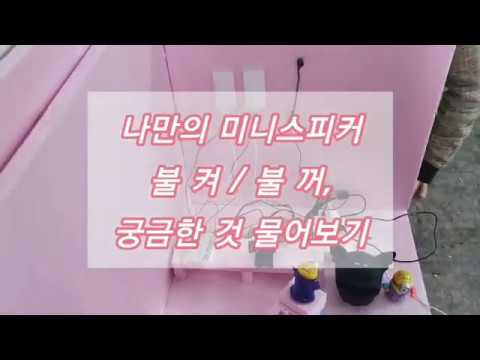 나만의 미니스피커
불 켜 / 불 꺼,
궁금한 것 물어보기